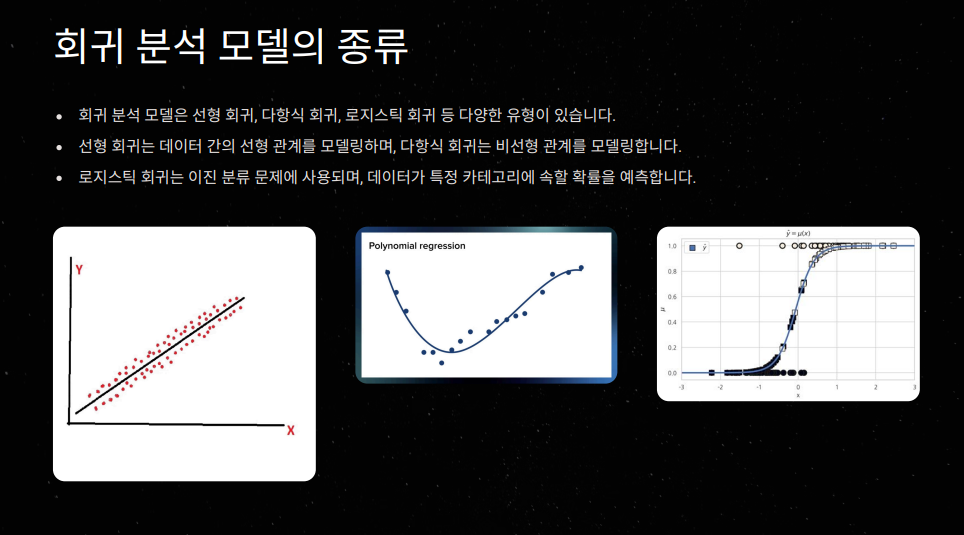 회귀 분석 모델의 종류
• 회귀 분석 모델은 선형 회귀, 다항식 회귀, 로지스틱 회귀 등 다양한 유형이 있습니다.
• 선형 회귀는 데이터 간의 선형 관계를 모델링하며, 다항식 회귀는 비선형 관계를 모델링합니다.
• 로지스틱 회귀는 이진 분류 문제에 사용되며, 데이터가 특정 카테고리에 속할 확률을 예측합니다.
Y
X
Polynomial regression
ŷ = μ(x)
ŷ
μ
1.0
0.8
0.6
0.4
0.2
0.0
-3 -2 -1 0 1 2 3
x